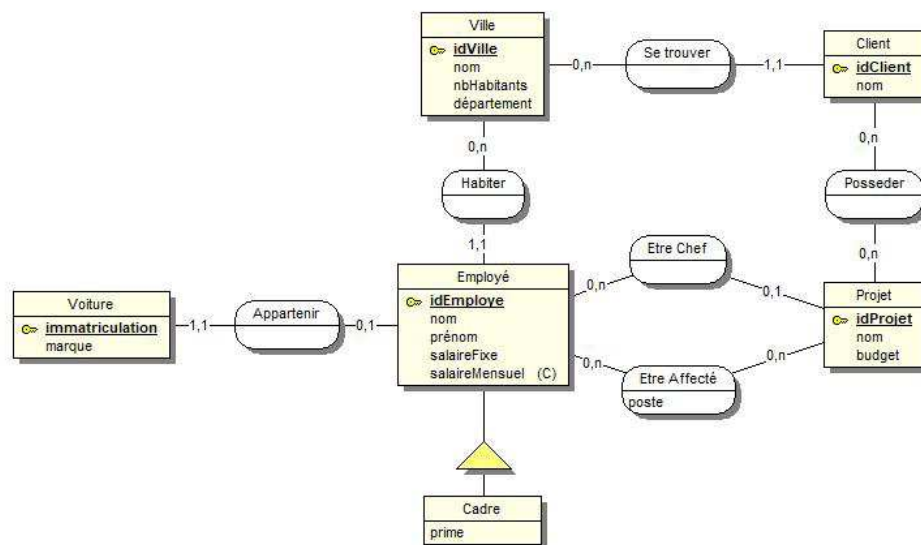 Ville
idVille
nom
nbHabitants
département
0,n
Se trouver
1,1
Client
idClient
nom
0,n
Habiter
1,1
0,n
Posseder
0,n
Voiture
immatriculation
marque
1,1
Appartenir
0,1
Employé
idEmploye
nom
prénom
salaireFixe
salaireMensuel (C)
0,n
Etre Chef
0,1
0,n
Etre Affecté
poste
0,n
Projet
idProjet
nom
budget
Cadre
prime